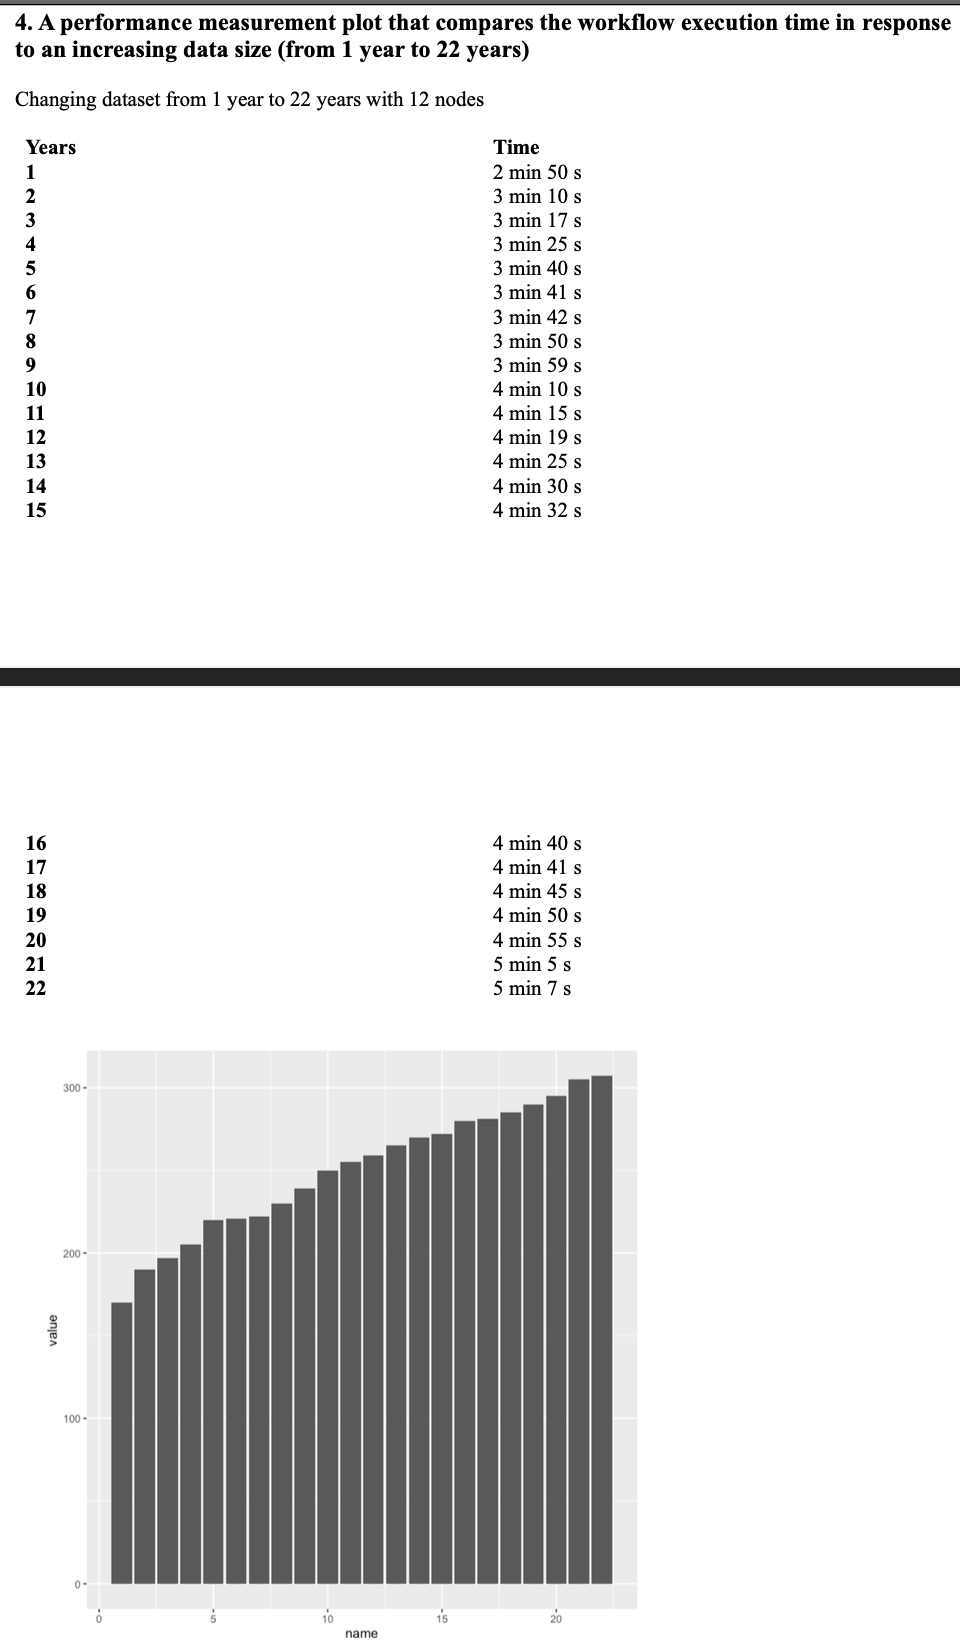 4. A performance measurement plot that compares the workflow execution time in response
to an increasing data size (from 1 year to 22 years)
Changing dataset from 1 year to 22 years with 12 nodes
Years Time
1 2 min 50 s
2 3 min 10 s
3 3 min 17 s
4 3 min 25 s
5 3 min 40 s
6 3 min 41 s
7 3 min 42 s
8 3 min 50 s
9 3 min 59 s
10 4 min 10 s
11 4 min 15 s
12 4 min 19 s
13 4 min 25 s
14 4 min 30 s
15 4 min 32 s
16 4 min 40 s
17 4 min 41 s
18 4 min 45 s
19 4 min 50 s
20 4 min 55 s
21 5 min 5 s
22 5 min 7 s
300
200
value
100
0
0 5 10 15 20
name